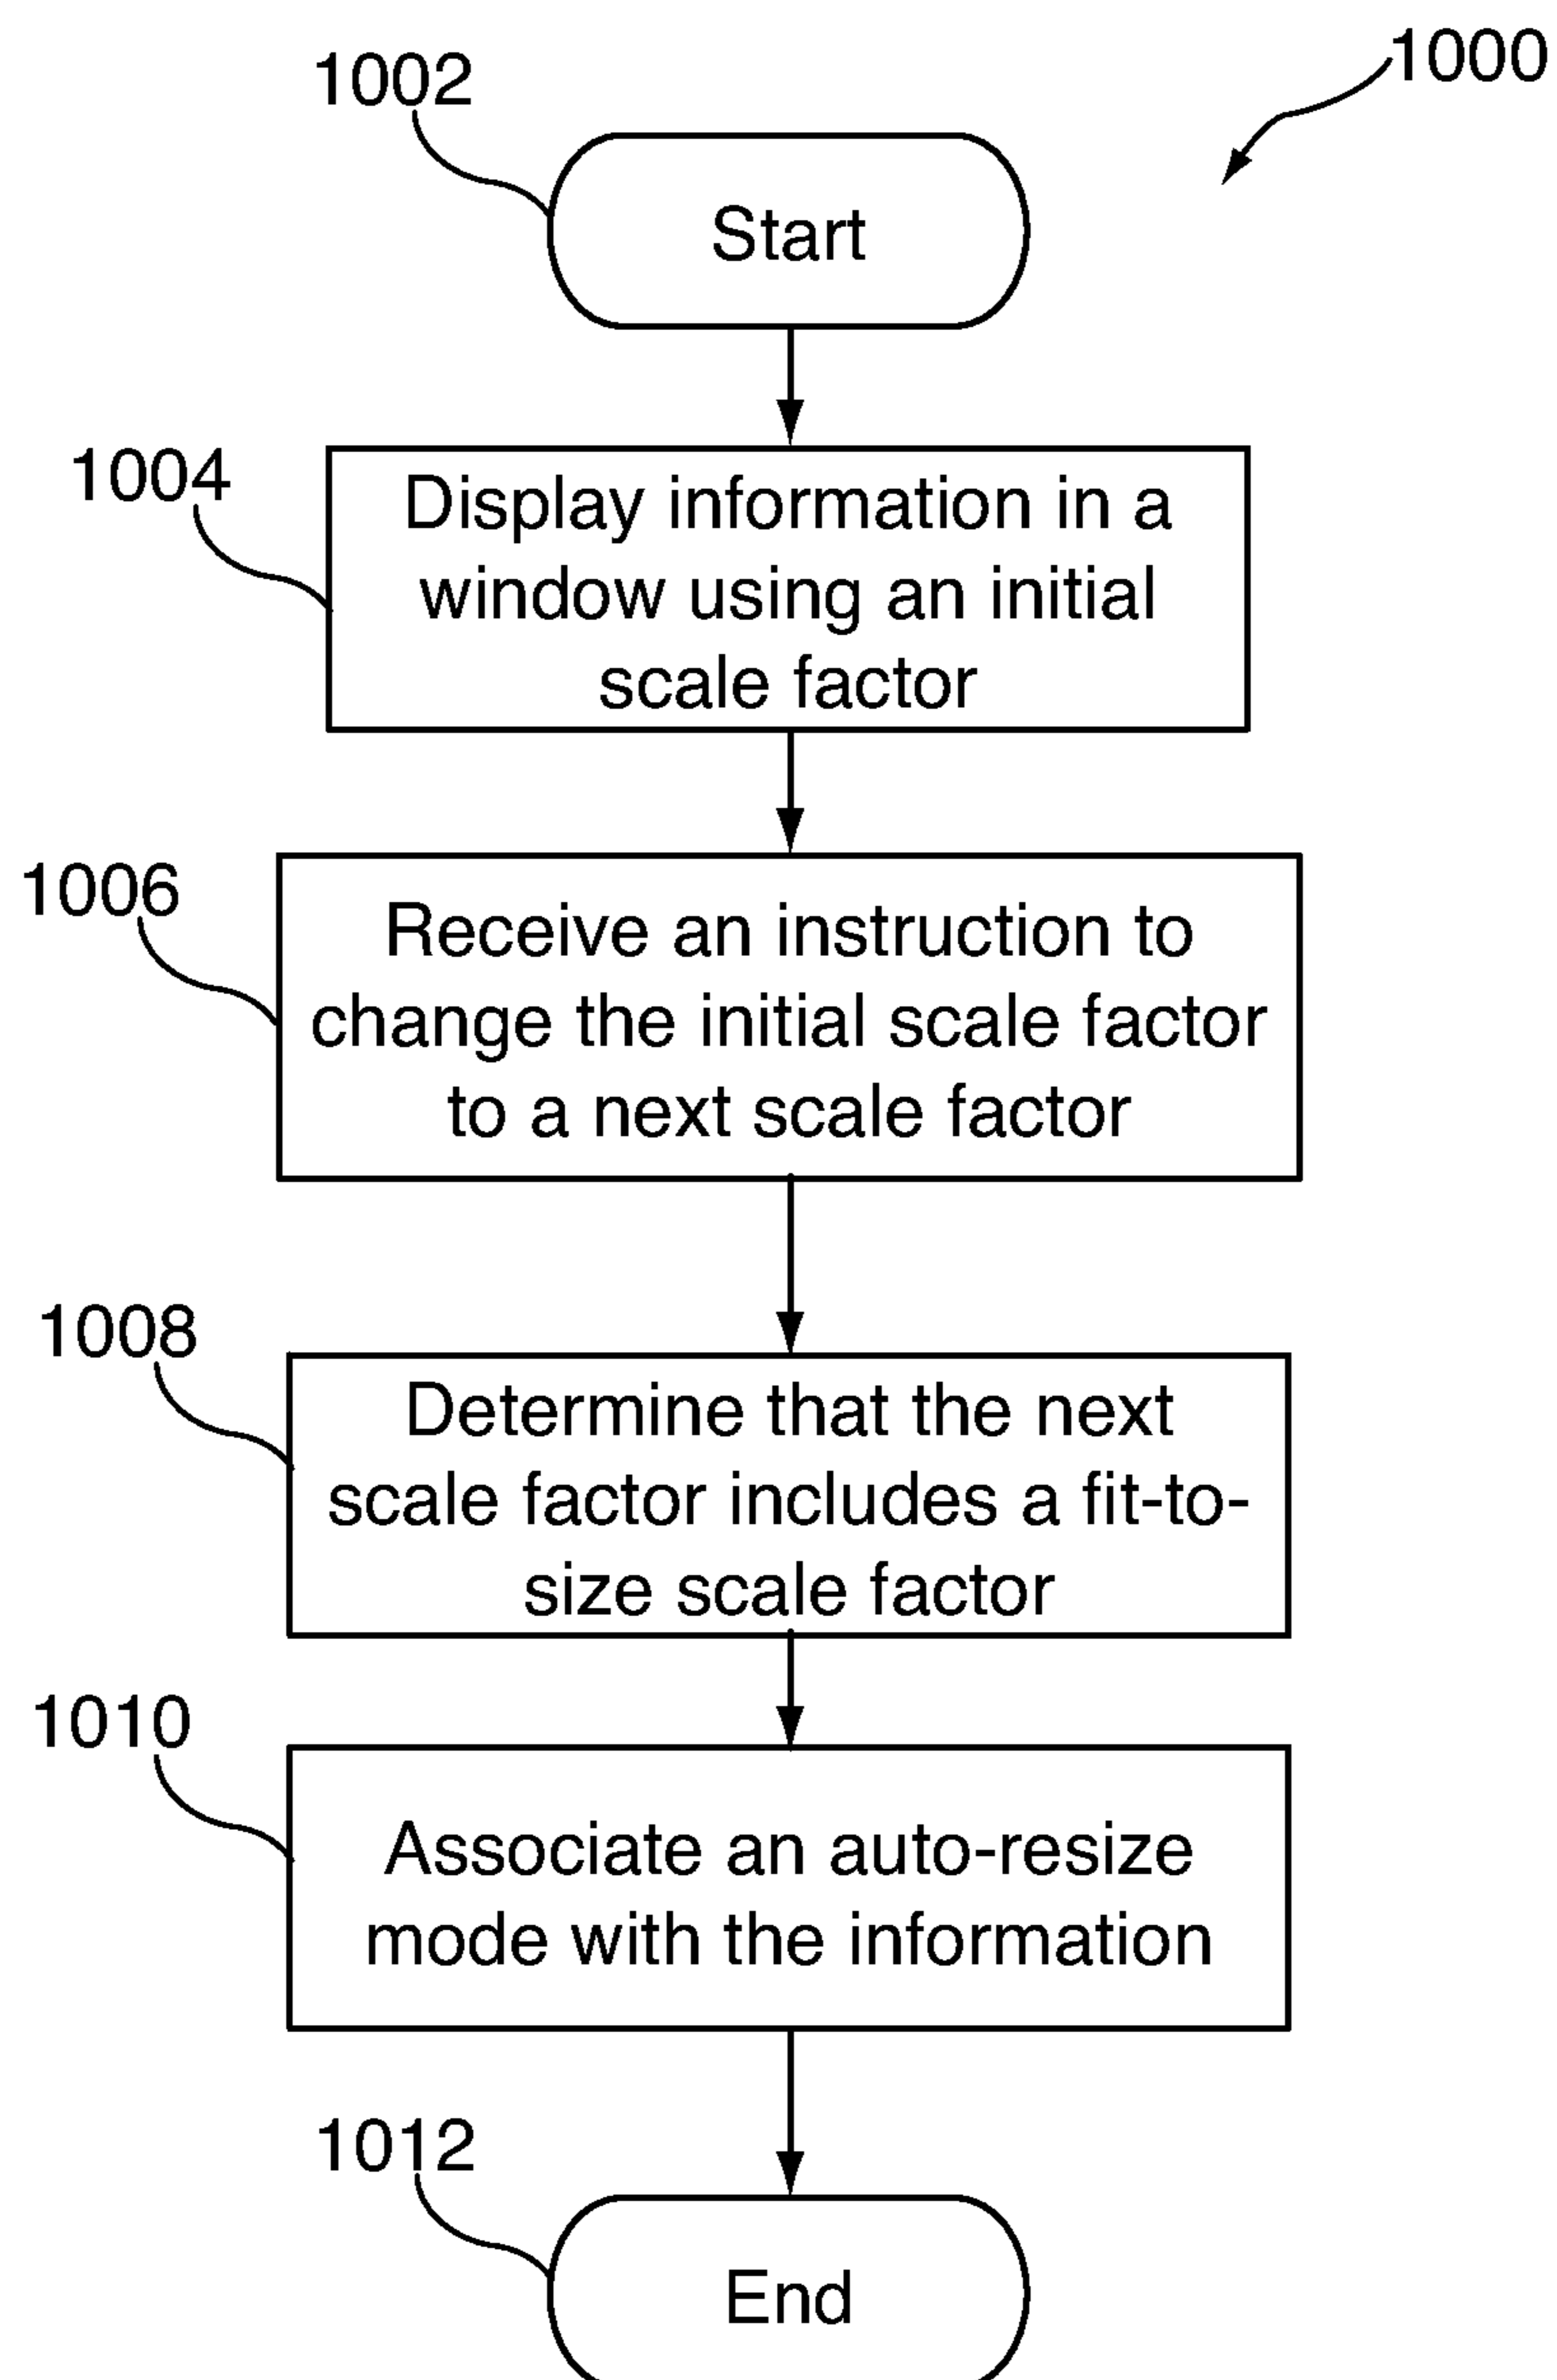 1000
1002
Start
1004
Display information in a
window using an initial
scale factor
1006
Receive an instruction to
change the initial scale factor
to a next scale factor
1008
Determine that the next
scale factor includes a fit-to-
size scale factor
1010
Associate an auto-resize
mode with the information
1012
End